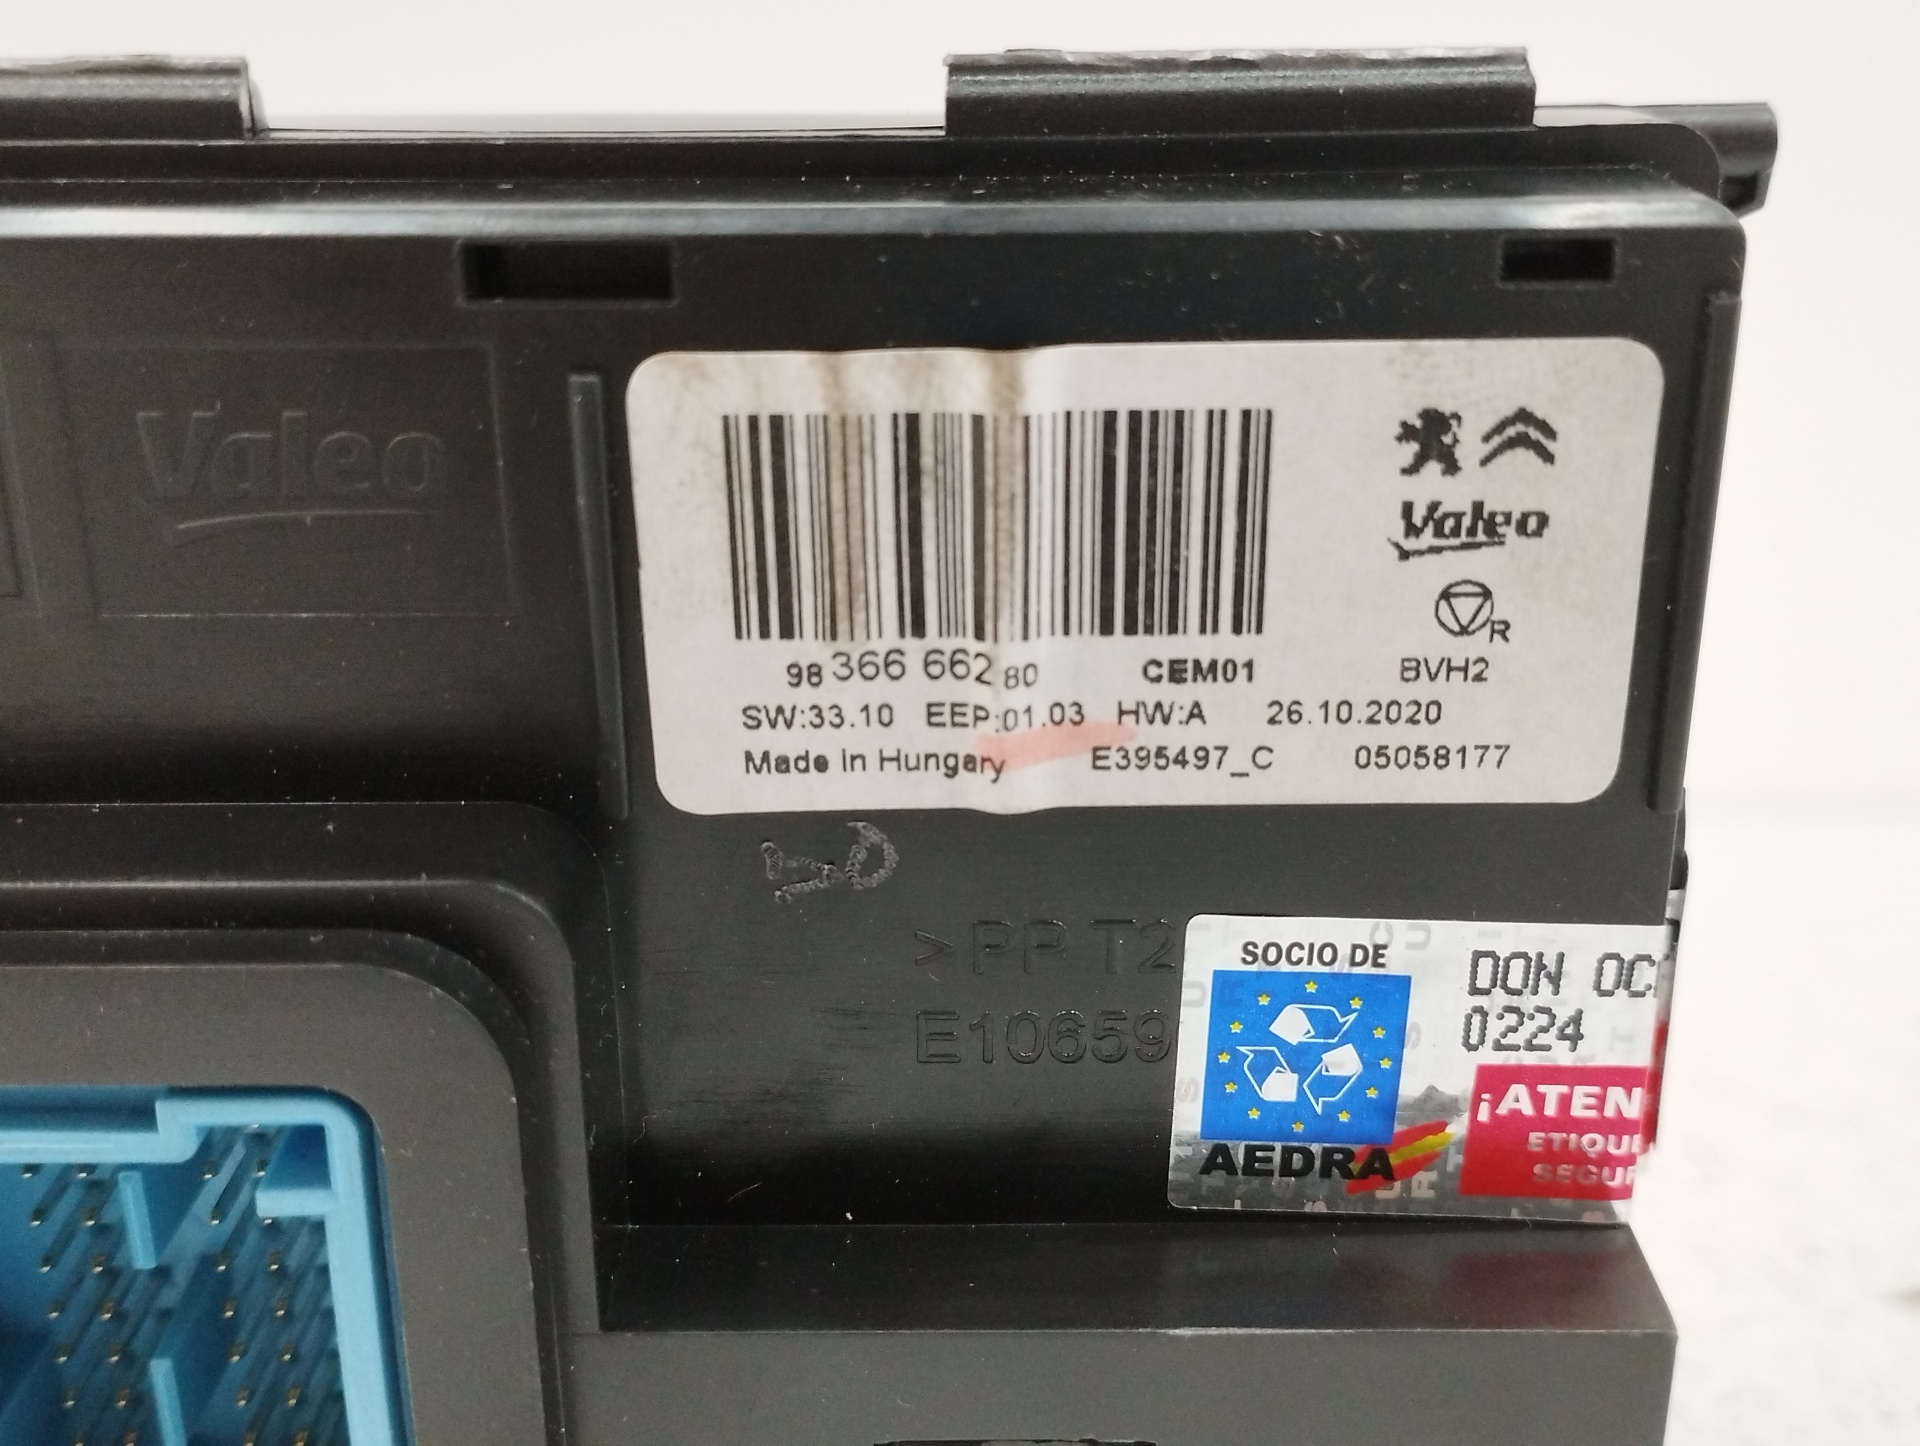 Valeo
Valeo
R
98 366 662 80 CEM01 BVH2
SW:33.10 EEP:01.03 HW:A 26.10.2020
Made in Hungary E395497_C 05058177
>PP T2
E10659
SOCIO DE
AEDRA
DON OC
0224
¡ATEN
ETIQU
SEGUR